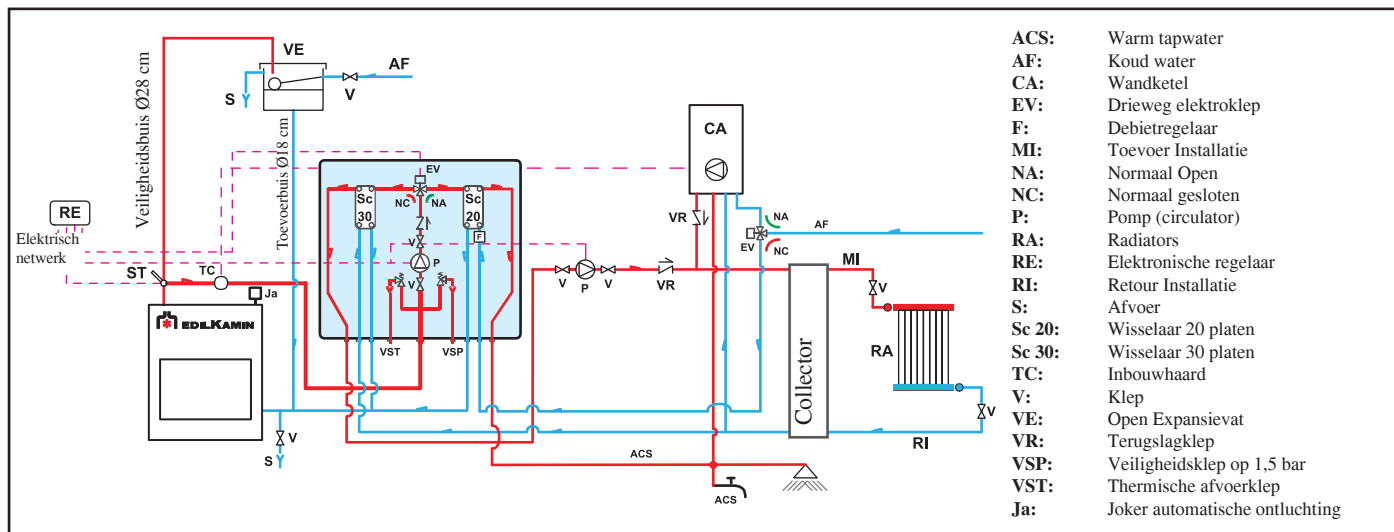 VE
AF
S
V
Veiligheidsbuis Ø28 cm
Toevoerbuis Ø18 cm
RE
Elektrisch
netwerk
ST
TC
Ja
EDILKAMIN
V
S
EV
Sc
30
NC
NA
Sc
20
F
V
P
V
VST
VSP
CA
VR
NA
EV
NC
AF
V
P
V
VR
MI
V
RA
Collector
V
RI
ACS
ACS
ACS: Warm tapwater
AF: Koud water
CA: Wandketel
EV: Drieweg elektroklep
F: Debietregelaar
MI: Toevoer Installatie
NA: Normaal Open
NC: Normaal gesloten
P: Pomp (circulator)
RA: Radiators
RE: Elektronische regelaar
RI: Retour Installatie
S: Afvoer
Sc 20: Wisselaar 20 platen
Sc 30: Wisselaar 30 platen
TC: Inbouwhaard
V: Klep
VE: Open Expansievat
VR: Terugslagklep
VSP: Veiligheidsklep op 1,5 bar
VST: Thermische afvoerklep
Ja: Joker automatische ontluchting